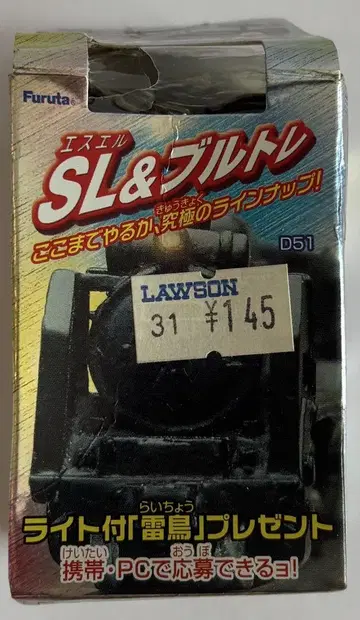 Furuta®
エスエル
SL&ブルトレ
きゅうきょく
ここまでやるか、究極のラインナップ!
D51
LAWSON
31 ¥145
らいちょう
ライト付「雷鳥」プレゼント
けいたい おうぼ
携帯・PCで応募できるョ!